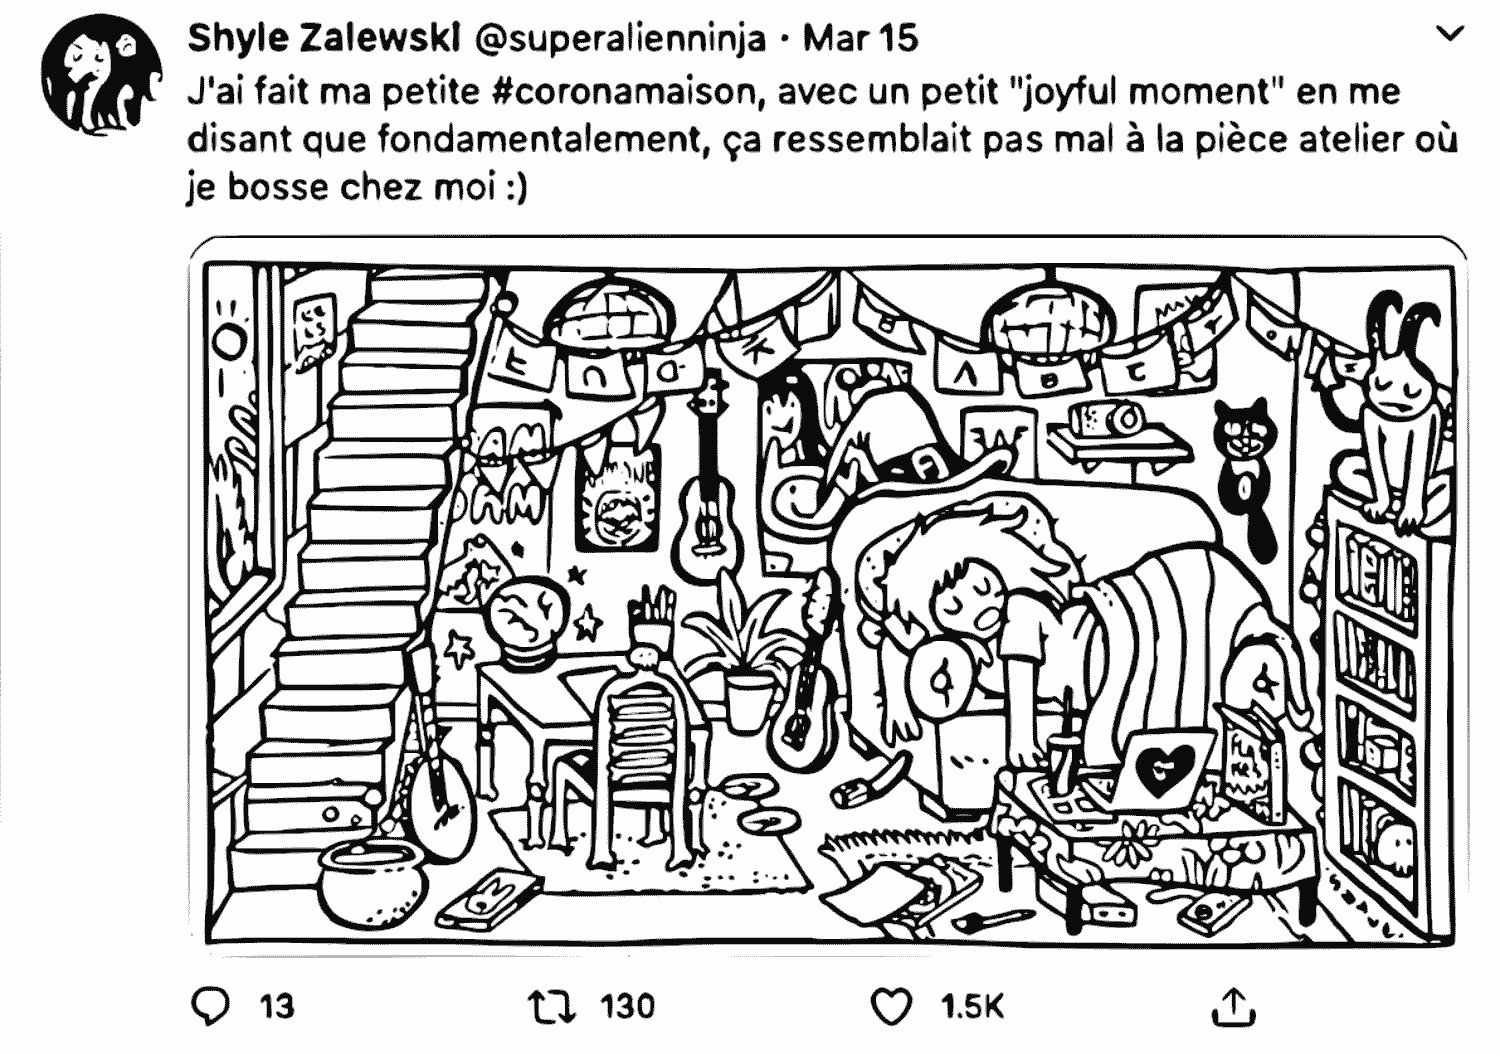 Shyle Zalewski @superalienninja · Mar 15
J'ai fait ma petite #coronamaison, avec un petit "joyful moment" en me
disant que fondamentalement, ça ressemblait pas mal à la pièce atelier où
je bosse chez moi :)
13 130 1.5K